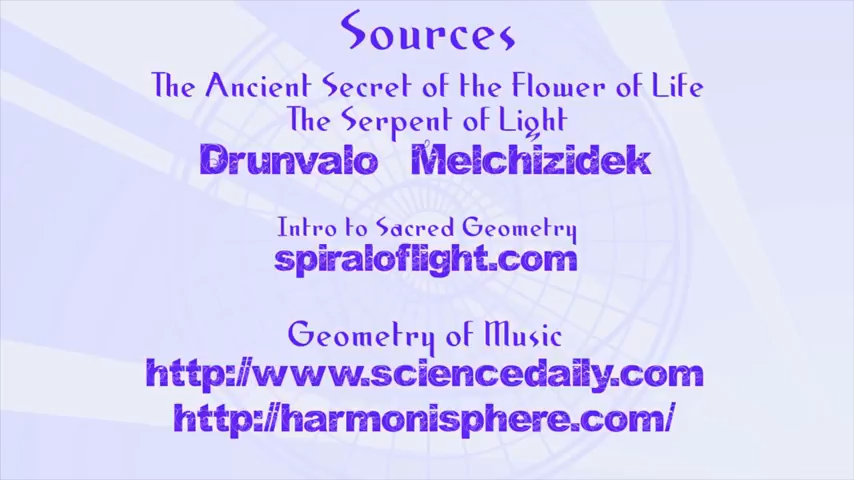 Sources
The Ancient Secret of the Flower of Life
The Serpent of Light
Drunvalo Melchizidek
Intro to Sacred Geometry
spiraloflight.com
Geometry of Music
http://www.sciencedaily.com
http://harmonisphere.com/